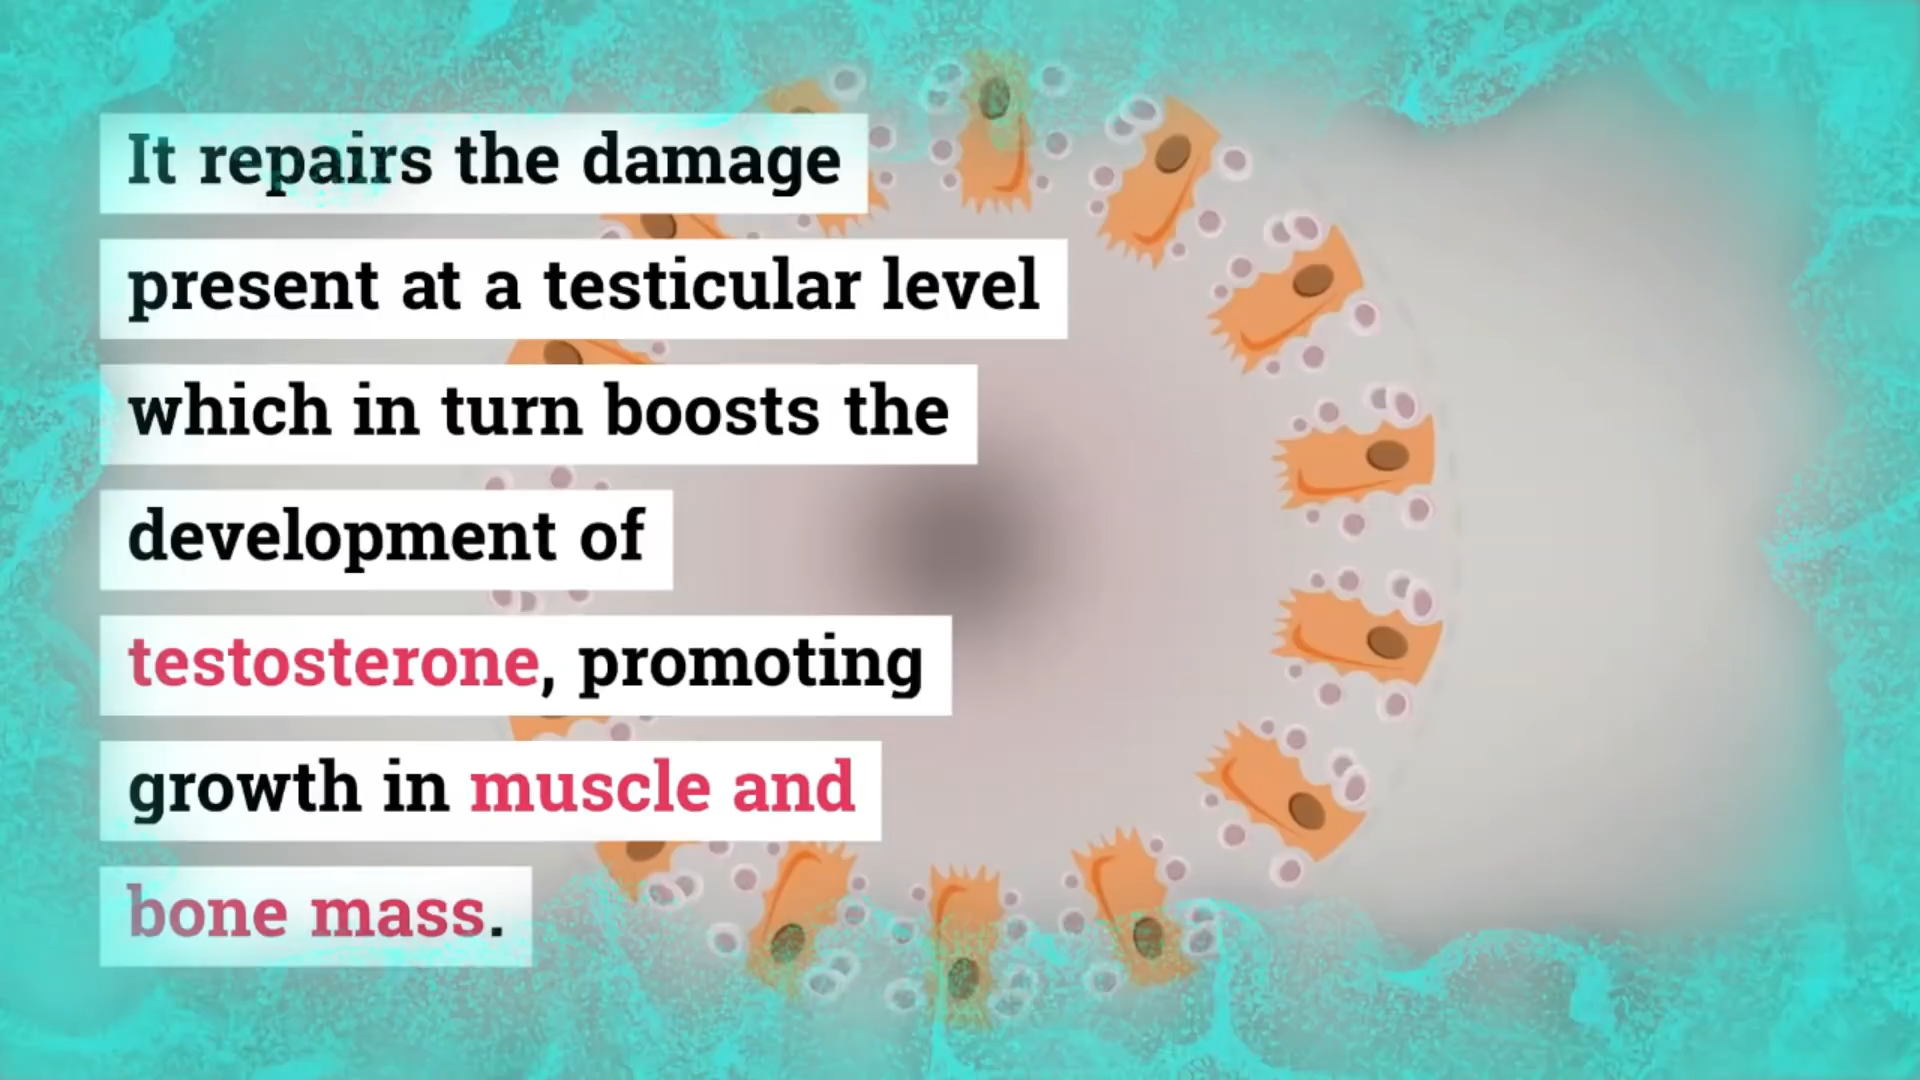 It repairs the damage
present at a testicular level
which in turn boosts the
development of
testosterone, promoting
growth in muscle and
bone mass.